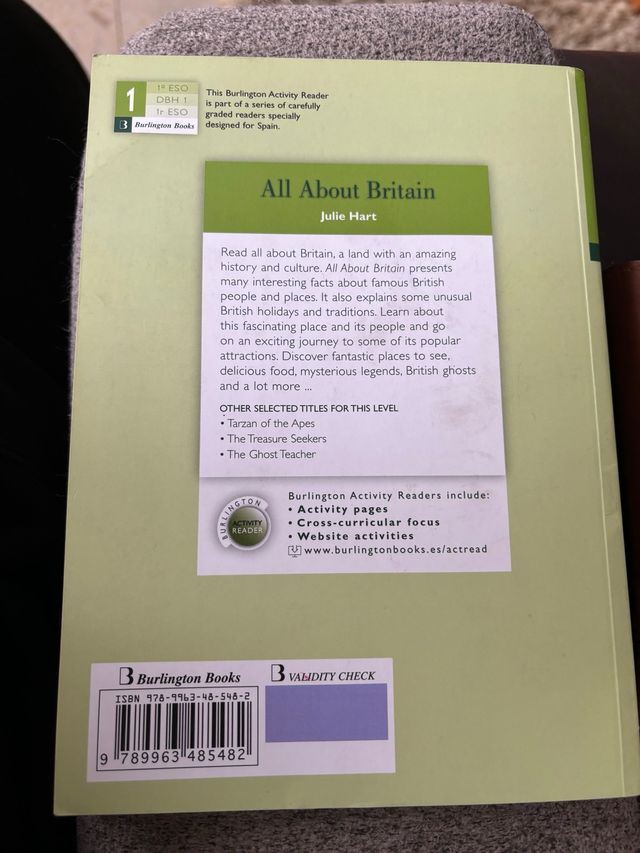 1
1º ESO
DBH 1
1r ESO
B Burlington Books
This Burlington Activity Reader
is part of a series of carefully
graded readers specially
designed for Spain.
All About Britain
Julie Hart
Read all about Britain, a land with an amazing
history and culture. All About Britain presents
many interesting facts about famous British
people and places. It also explains some unusual
British holidays and traditions. Learn about
this fascinating place and its people and go
on an exciting journey to some of its popular
attractions. Discover fantastic places to see,
delicious food, mysterious legends, British ghosts
and a lot more ...
OTHER SELECTED TITLES FOR THIS LEVEL
• Tarzan of the Apes
• The Treasure Seekers
• The Ghost Teacher
BURLINGTON
ACTIVITY
READER
Burlington Activity Readers include:
• Activity pages
• Cross-curricular focus
• Website activities
www.burlingtonbooks.es/actread
B Burlington Books
ISBN 978-9963-48-548-2
9 789963 485482
B VALIDITY CHECK